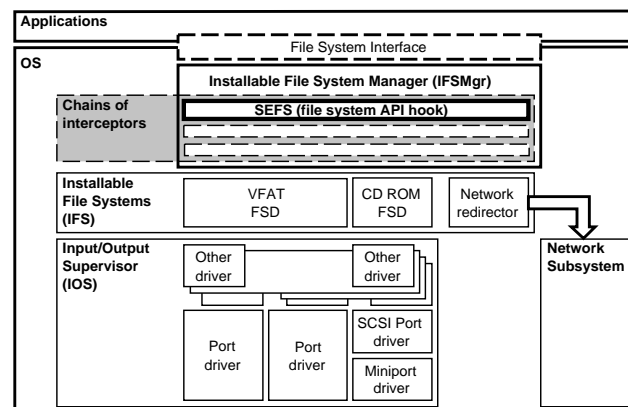 Applications
File System Interface
OS
Installable File System Manager (IFSMgr)
Chains of
interceptors
SEFS (file system API hook)
Installable
File Systems
(IFS)
VFAT
FSD
CD ROM
FSD
Network
redirector
Input/Output
Supervisor
(IOS)
Other
driver
Other
driver
Network
Subsystem
Port
driver
Port
driver
SCSI Port
driver
Miniport
driver